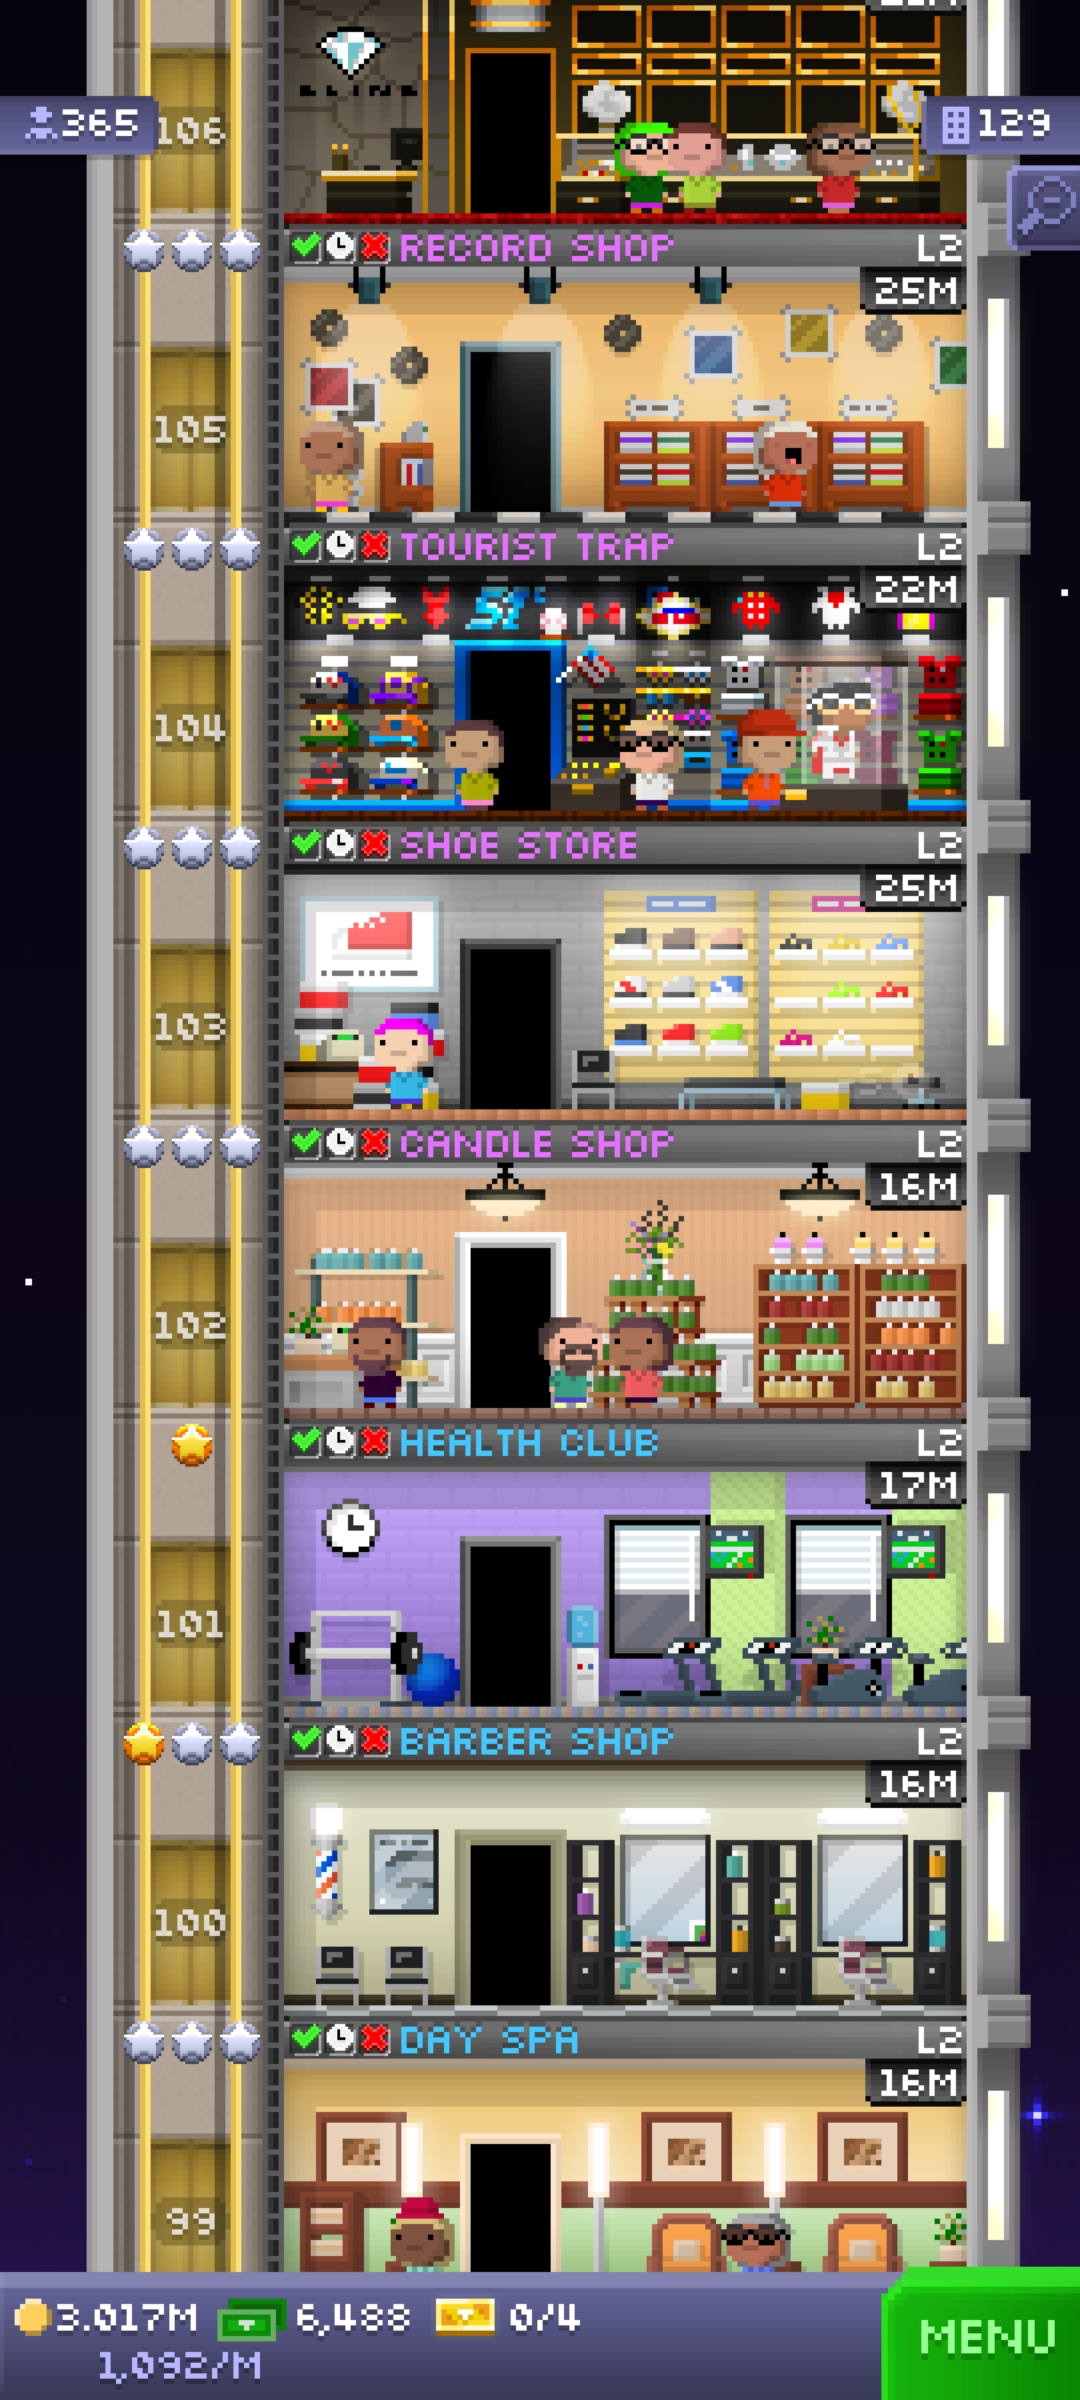 365
106
129
BLING
RECORD SHOP L2
25M
105
TOURIST TRAP L2
22M
104
SHOE STORE L2
25M
103
CANDLE SHOP L2
16M
102
HEALTH CLUB L2
17M
101
BARBER SHOP L2
16M
100
DAY SPA L2
16M
99
3.017M 6,488 0/4
1,092/M
MENU